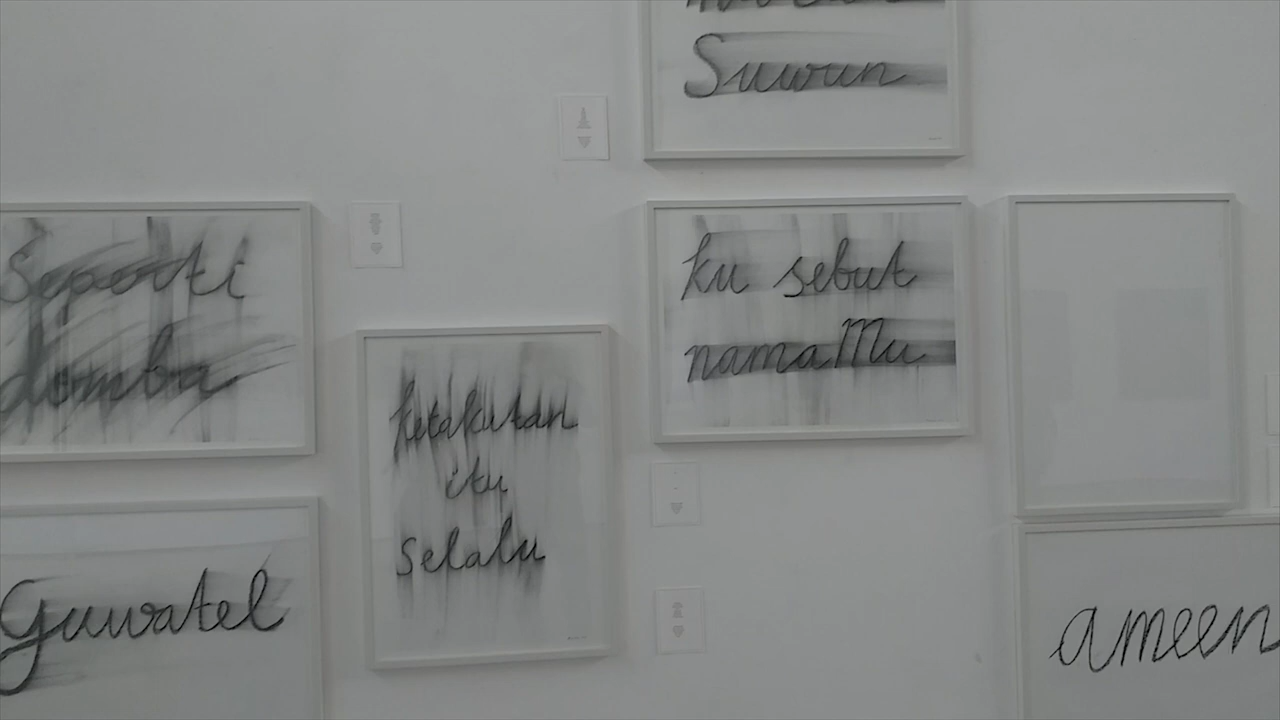 Suwun
Seperti
domba
ku sebut
namaMu
ketakutan
itu
selalu
Guwatel
ameen